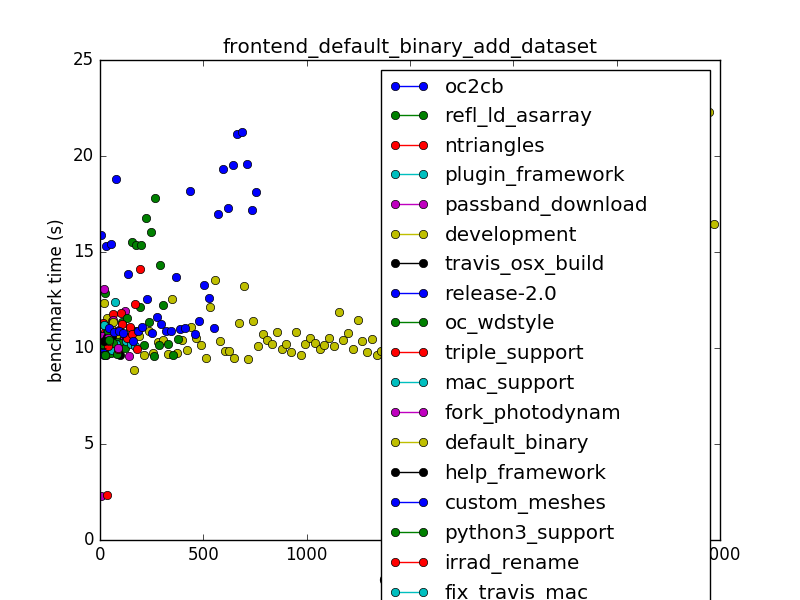 frontend_default_binary_add_dataset
25
20
15
10
5
0
benchmark time (s)
0
500
1000
000
oc2cb
refl_ld_asarray
ntriangles
plugin_framework
passband_download
development
travis_osx_build
release-2.0
oc_wdstyle
triple_support
mac_support
fork_photodynam
default_binary
help_framework
custom_meshes
python3_support
irrad_rename
fix_travis_mac